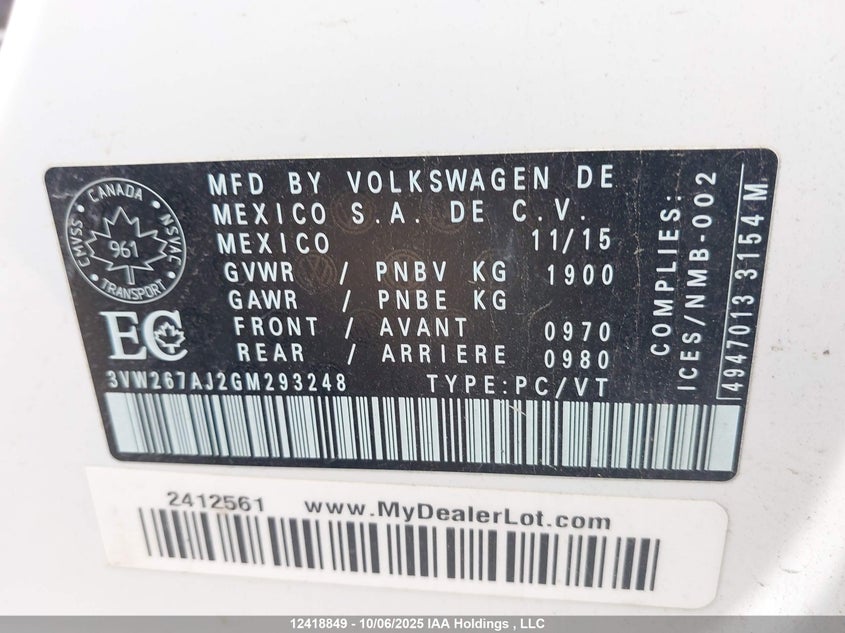 CANADA
CMVSS NSVAC
961
TRANSPORT
EC
MFD BY VOLKSWAGEN DE
MEXICO S.A. DE C.V.
MEXICO 11/15
GVWR / PNBV KG 1900
GAWR / PNBE KG
FRONT / AVANT 0970
REAR / ARRIERE 0980
3VW267AJ2GM293248 TYPE:PC/VT
COMPLIES:
ICES/NMB-002
4947013 3154 M
2412561 www.MyDealerLot.com
12418849 - 10/06/2025 IAA Holdings , LLC